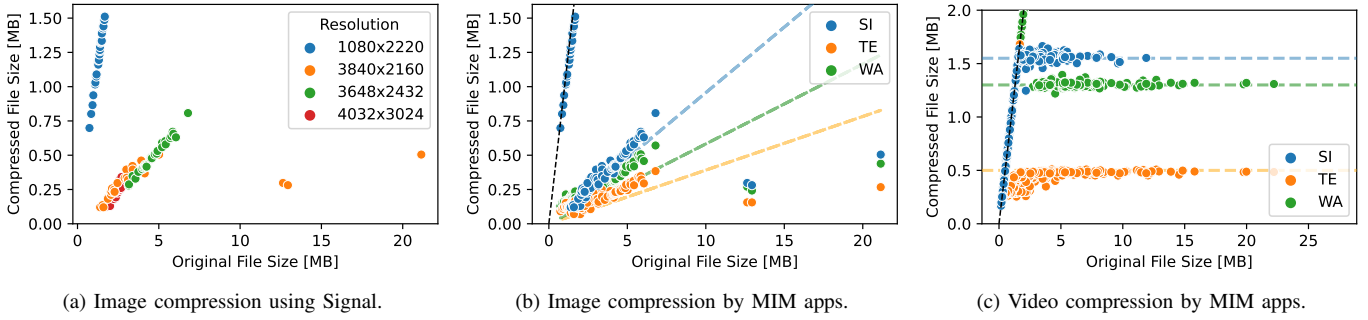 1.50
1.25
1.00
0.75
0.50
0.25
0.00
Compressed File Size [MB]
0 5 10 15 20
Original File Size [MB]
Resolution
1080x2220
3840x2160
3648x2432
4032x3024
(a) Image compression using Signal.
1.50
1.25
1.00
0.75
0.50
0.25
0.00
Compressed File Size [MB]
0 5 10 15 20
Original File Size [MB]
SI
TE
WA
(b) Image compression by MIM apps.
2.0
1.5
1.0
0.5
0.0
Compressed File Size [MB]
0 5 10 15 20 25
Original File Size [MB]
SI
TE
WA
(c) Video compression by MIM apps.